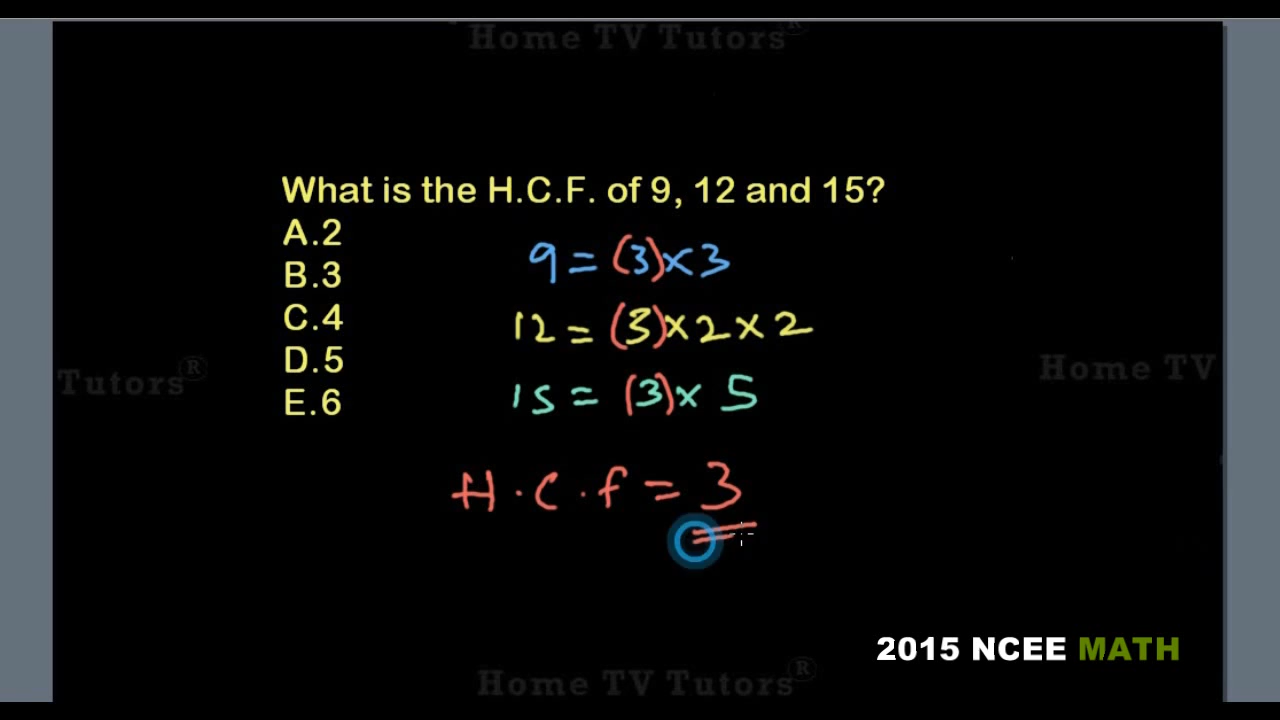 Home TV Tutors®
What is the H.C.F. of 9, 12 and 15?
A.2
B.3
C.4
D.5
E.6
9 = (3)×3
12 = (3)×2×2
15 = (3)× 5
Tutors®
Home TV
H.C.f = 3
2015 NCEE MATH
Home TV Tutors®